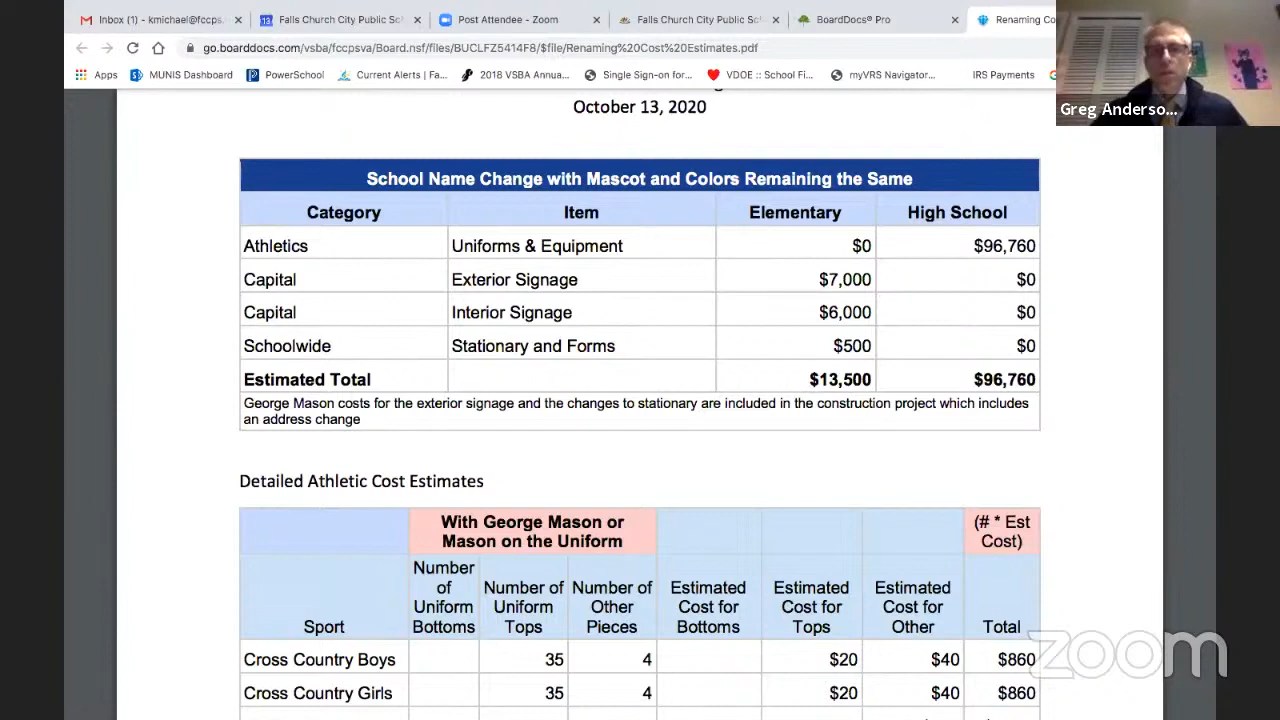 Inbox (1) - kmichael@fccps. Falls Church City Public Sch Post Attendee - Zoom Falls Church City Public Sch BoardDocs® Pro Renaming Co
go.boarddocs.com/vsba/fccpsva/Board.nsf/files/BUCLFZ5414F8/$file/Renaming%20Cost%20Estimates.pdf
Apps MUNIS Dashboard PowerSchool Current Alerts | Fa... 2018 VSBA Annua... Single Sign-on for... VDOE :: School Fi... myVRS Navigator... IRS Payments
Greg Anderso...
October 13, 2020
School Name Change with Mascot and Colors Remaining the Same
Category Item Elementary High School
Athletics Uniforms & Equipment $0 $96,760
Capital Exterior Signage $7,000 $0
Capital Interior Signage $6,000 $0
Schoolwide Stationary and Forms $500 $0
Estimated Total $13,500 $96,760
George Mason costs for the exterior signage and the changes to stationary are included in the construction project which includes
an address change
Detailed Athletic Cost Estimates
With George Mason or
Mason on the Uniform
(# * Est
Cost)
Sport
Number
of
Uniform
Bottoms
Number of
Uniform
Tops
Number of
Other
Pieces
Estimated
Cost for
Bottoms
Estimated
Cost for
Tops
Estimated
Cost for
Other
Total
Cross Country Boys 35 4 $20 $40 $860
Cross Country Girls 35 4 $20 $40 $860
zoom